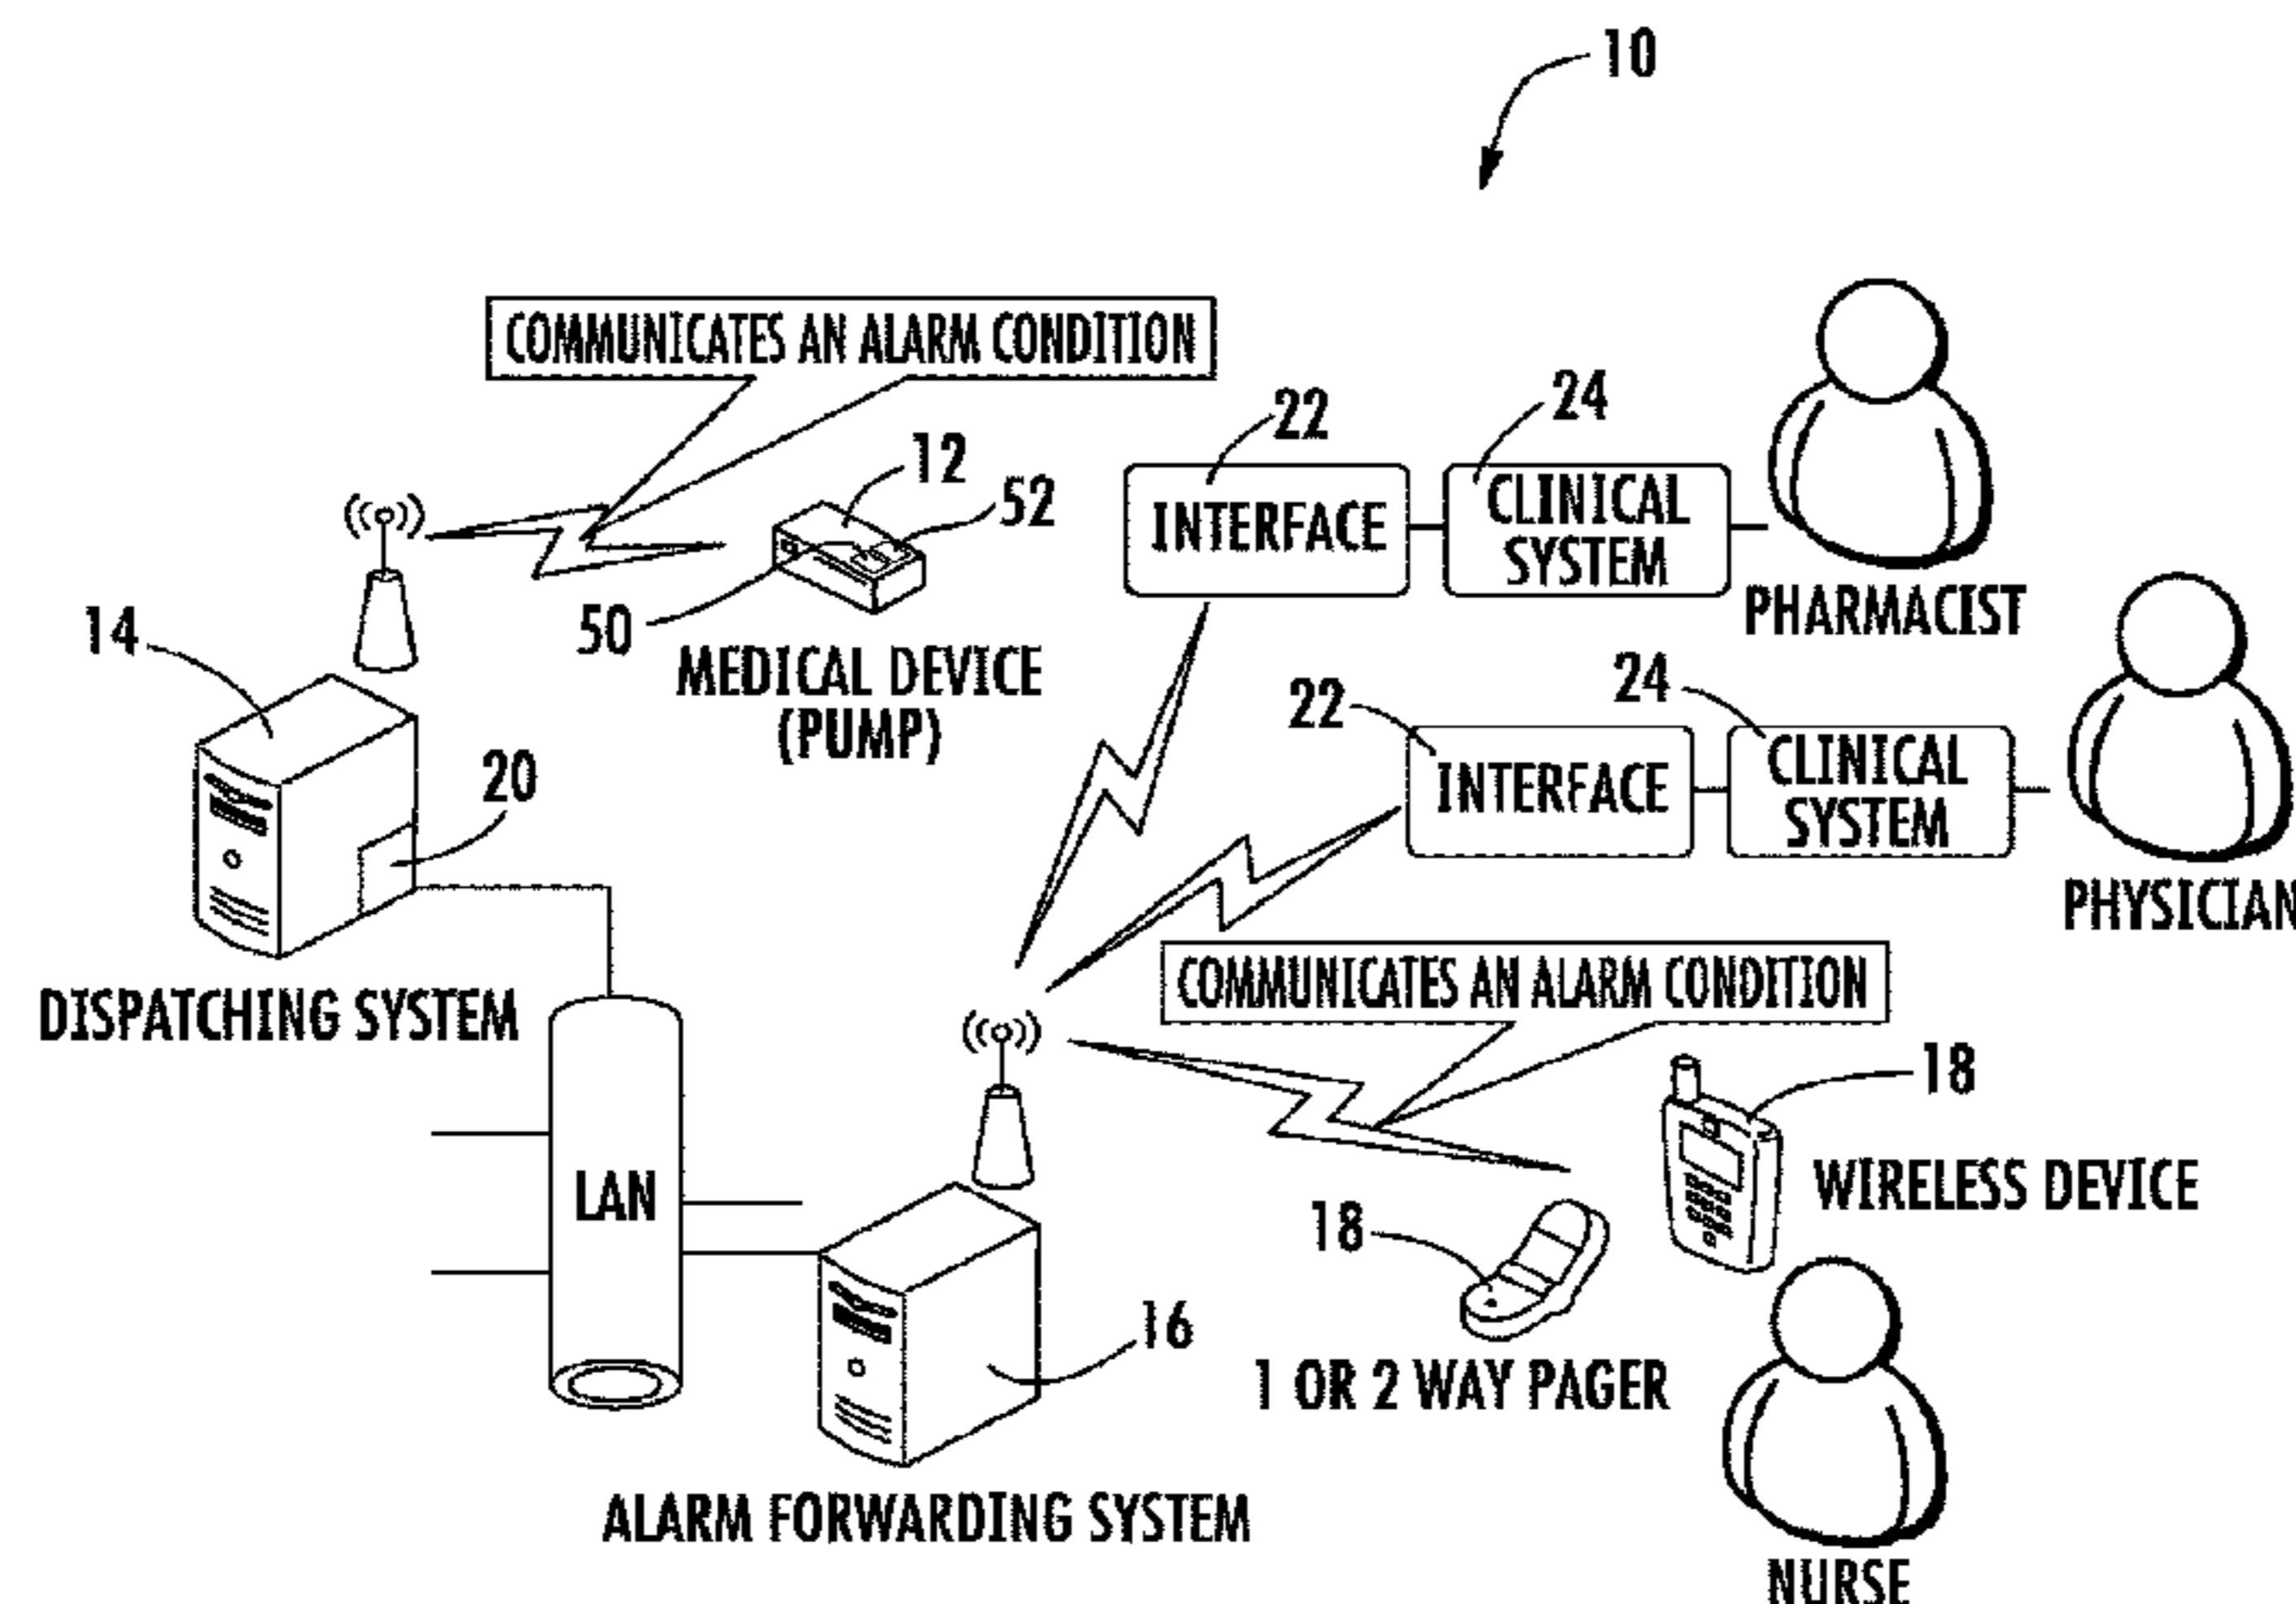 10
COMMUNICATES AN ALARM CONDITION
12
52
50
MEDICAL DEVICE
(PUMP)
22
INTERFACE
24
CLINICAL
SYSTEM
PHARMACIST
14
20
DISPATCHING SYSTEM
22
INTERFACE
24
CLINICAL
SYSTEM
PHYSICIAN
COMMUNICATES AN ALARM CONDITION
LAN
16
ALARM FORWARDING SYSTEM
18
WIRELESS DEVICE
18
1 OR 2 WAY PAGER
NURSE